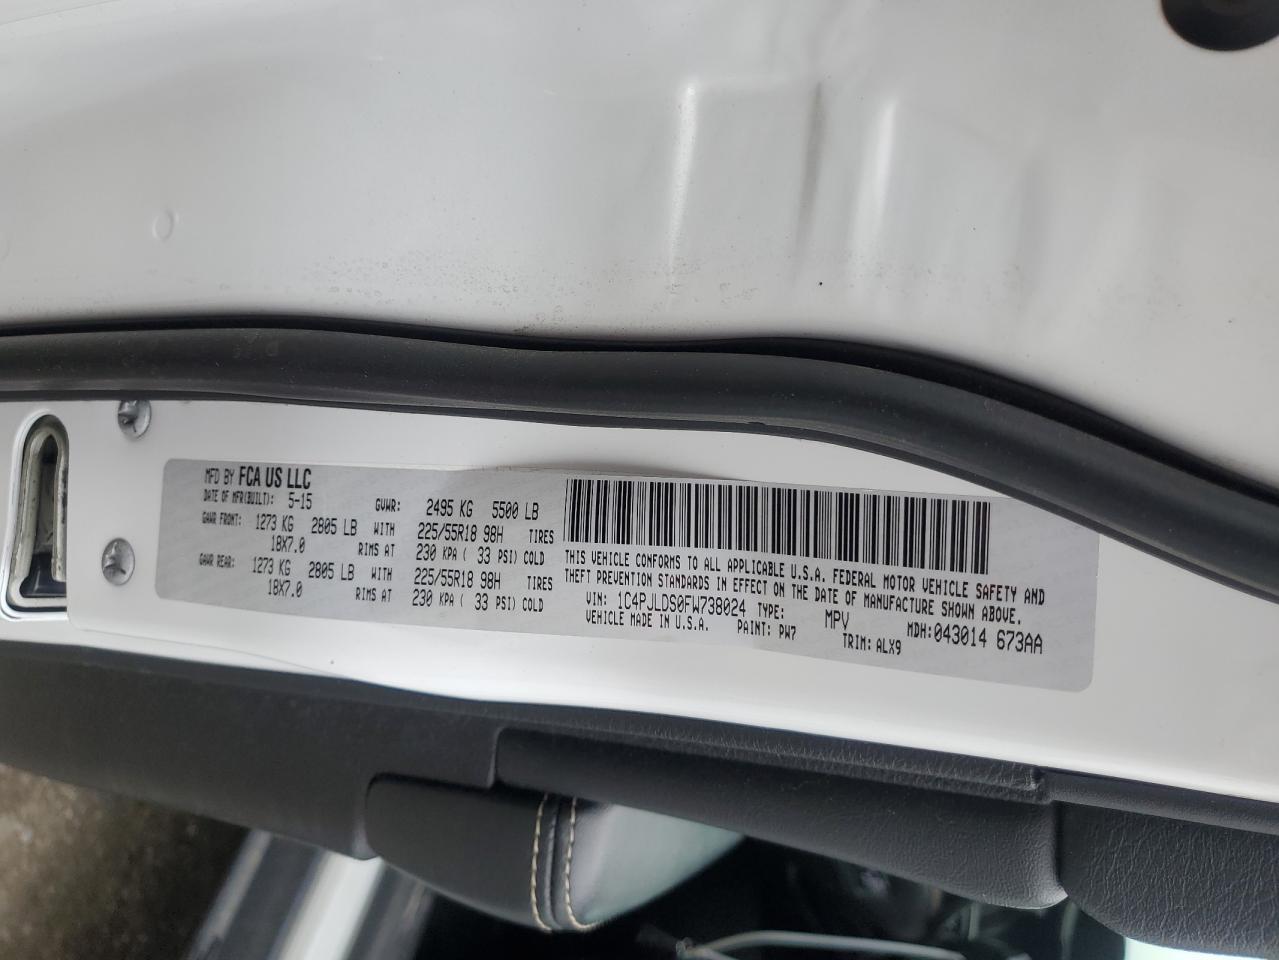 MFD BY FCA US LLC
DATE OF MFR(BUILT): 5-15 GVWR: 2495 KG 5500 LB
GAWR FRONT: 1273 KG 2805 LB WITH 225/55R18 98H TIRES
18X7.0 RIMS AT 230 KPA ( 33 PSI) COLD
GAWR REAR: 1273 KG 2805 LB WITH 225/55R18 98H TIRES
18X7.0 RIMS AT 230 KPA ( 33 PSI) COLD
THIS VEHICLE CONFORMS TO ALL APPLICABLE U.S.A. FEDERAL MOTOR VEHICLE SAFETY AND
THEFT PREVENTION STANDARDS IN EFFECT ON THE DATE OF MANUFACTURE SHOWN ABOVE.
VIN: 1C4PJLDS0FW738024 TYPE: MPV MDH:043014 673AA
VEHICLE MADE IN U.S.A. PAINT: PW7 TRIM: ALX9